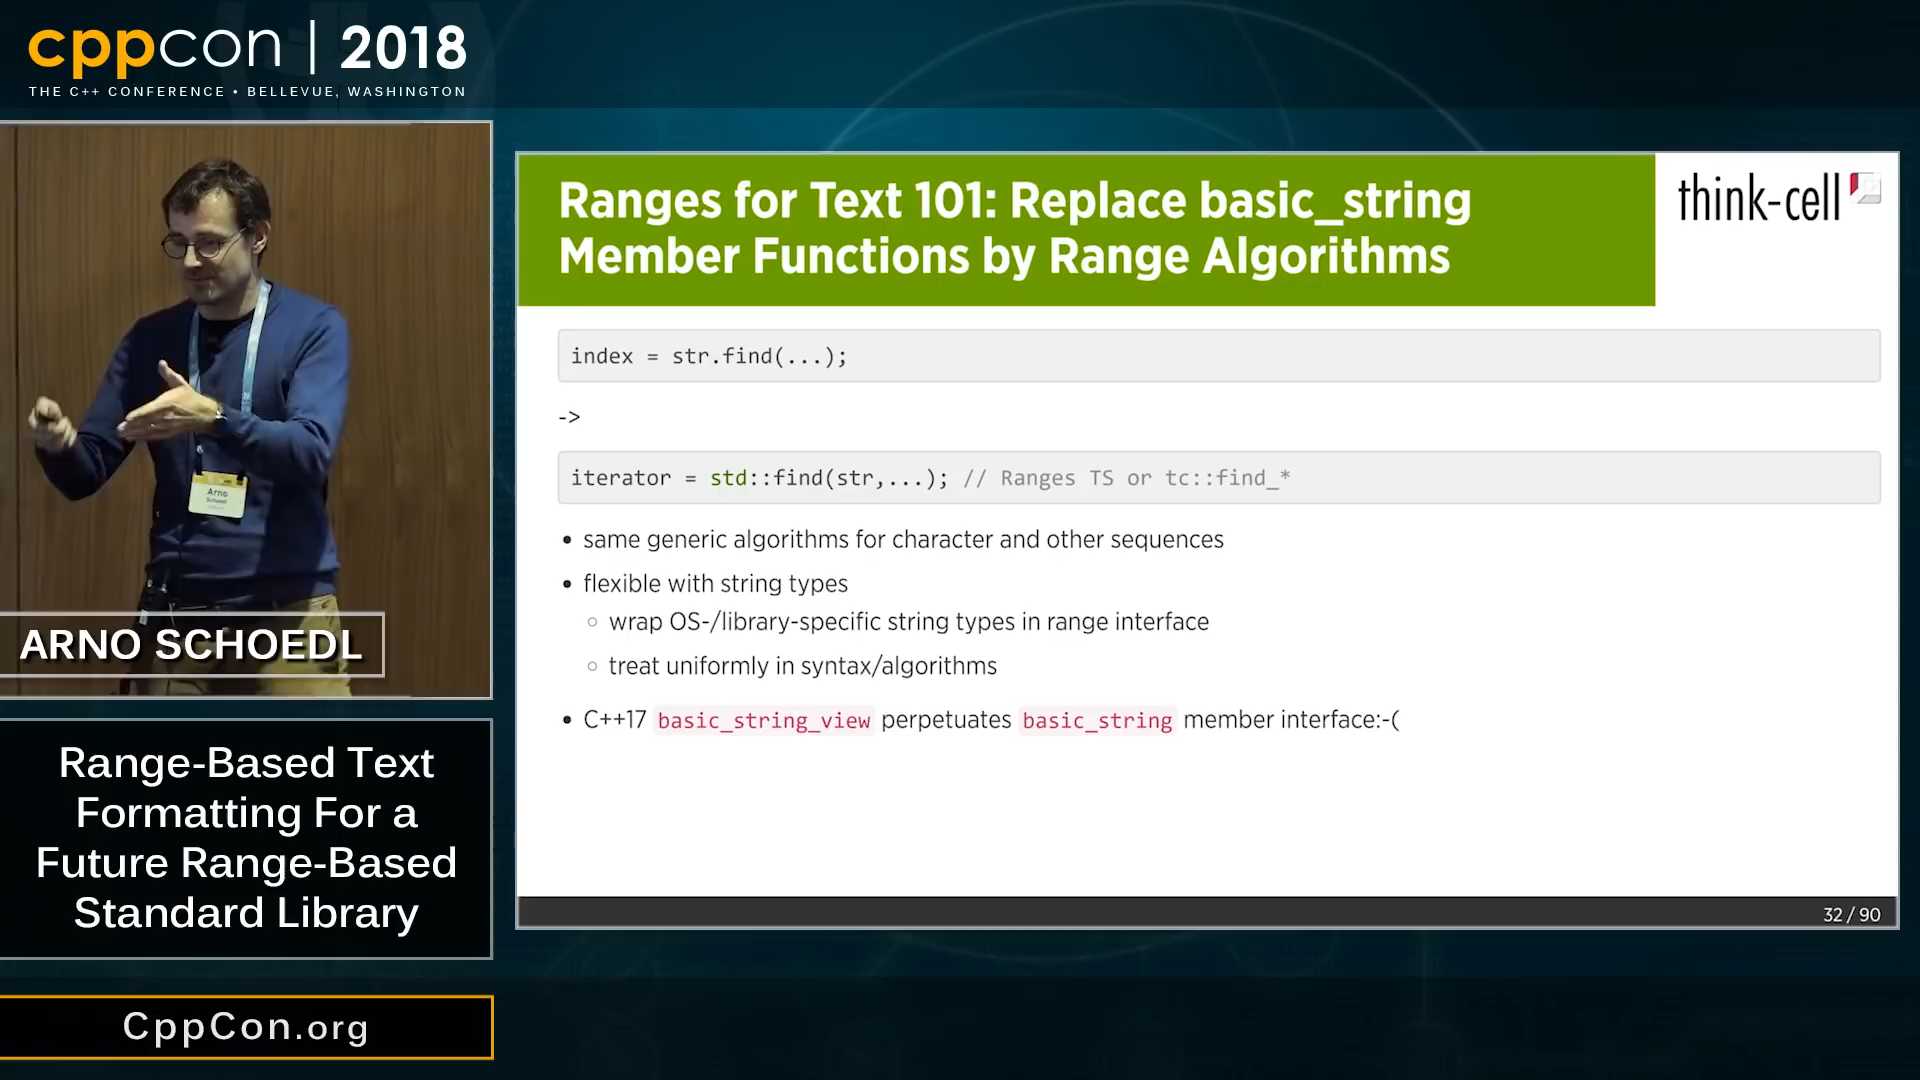 cppcon | 2018
THE C++ CONFERENCE • BELLEVUE, WASHINGTON
Arno
Schoedl
ARNO SCHOEDL
Range-Based Text
Formatting For a
Future Range-Based
Standard Library
CppCon.org
Ranges for Text 101: Replace basic_string
Member Functions by Range Algorithms
think-cell
index = str.find(...);
->
iterator = std::find(str,...); // Ranges TS or tc::find_*
• same generic algorithms for character and other sequences
• flexible with string types
○ wrap OS-/library-specific string types in range interface
○ treat uniformly in syntax/algorithms
• C++17 basic_string_view perpetuates basic_string member interface:-(
32 / 90